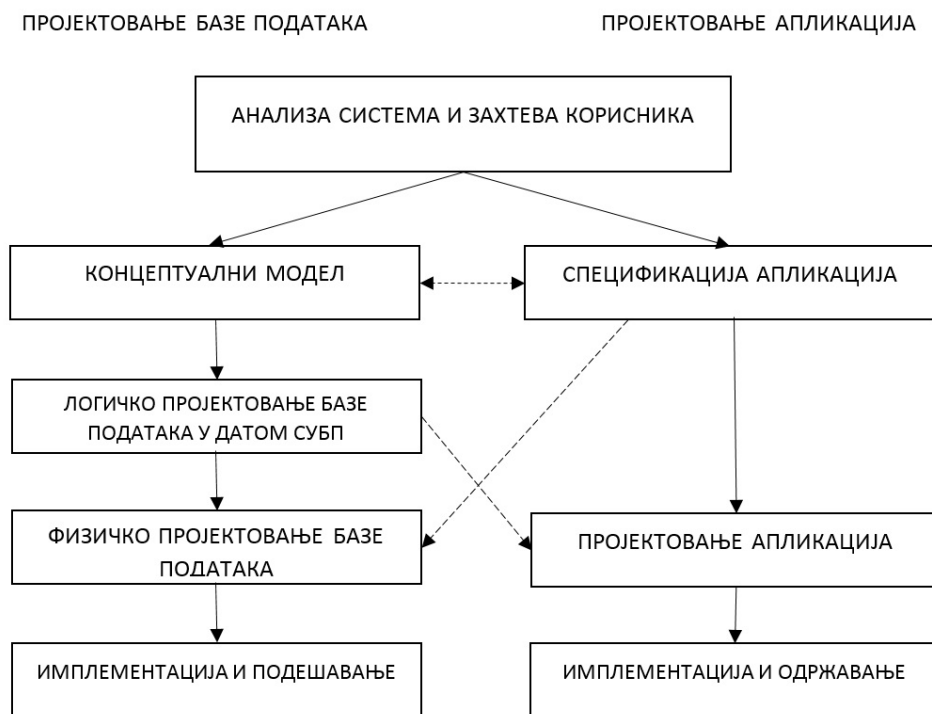 ПРОЈЕКТОВАЊЕ БАЗЕ ПОДАТАКА
ПРОЈЕКТОВАЊЕ АПЛИКАЦИЈА
АНАЛИЗА СИСТЕМА И ЗАХТЕВА КОРИСНИКА
КОНЦЕПТУАЛНИ МОДЕЛ
СПЕЦИФИКАЦИЈА АПЛИКАЦИЈА
ЛОГИЧКО ПРОЈЕКТОВАЊЕ БАЗЕ
ПОДАТАКА У ДАТОМ СУБП
ФИЗИЧКО ПРОЈЕКТОВАЊЕ БАЗЕ
ПОДАТАКА
ПРОЈЕКТОВАЊЕ АПЛИКАЦИЈА
ИМПЛЕМЕНТАЦИЈА И ПОДЕШАВАЊЕ
ИМПЛЕМЕНТАЦИЈА И ОДРЖАВАЊЕ